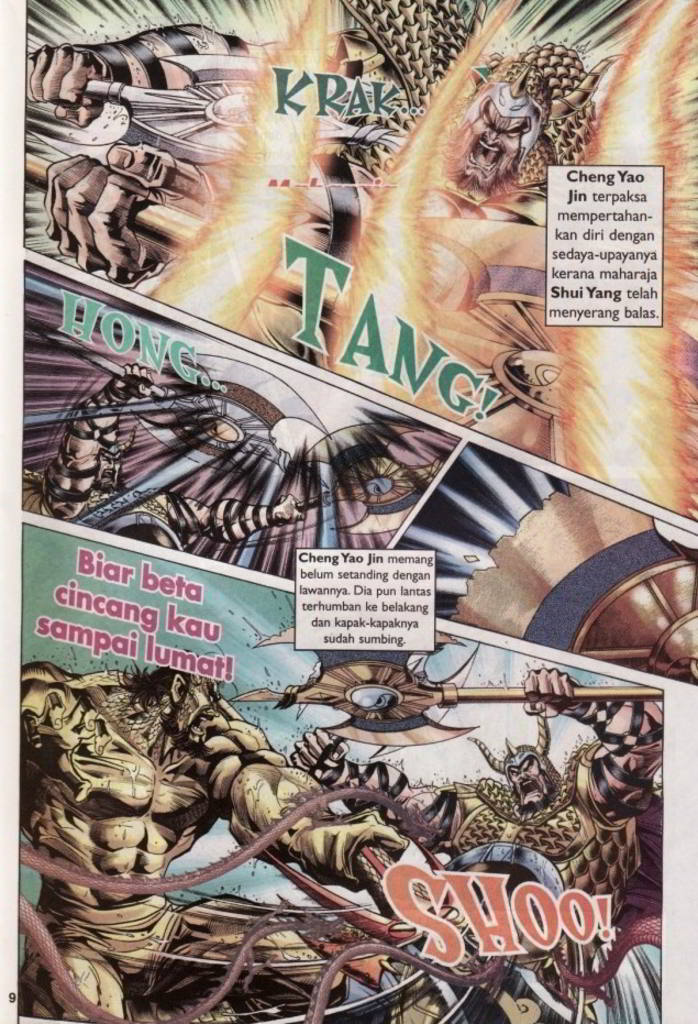 KRAK...
Cheng Yao
Jin terpaksa
mempertahan-
kan diri dengan
sedaya-upayanya
kerana maharaja
Shui Yang telah
menyerang balas.
TANG!
HONG...
Cheng Yao Jin memang
belum setanding dengan
lawannya. Dia pun lantas
terhumban ke belakang
dan kapak-kapaknya
sudah sumbing.
Biar beta
cincang kau
sampai lumat!
SHOO!
9